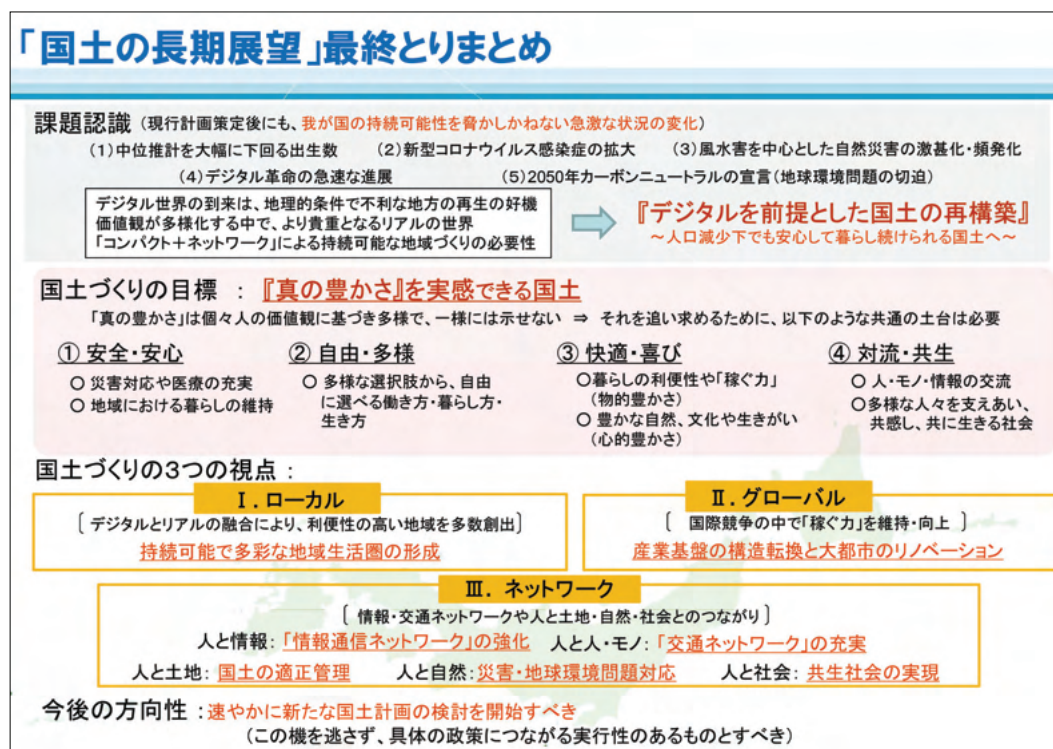 「国土の長期展望」最終とりまとめ
課題認識 (現行計画策定後にも、我が国の持続可能性を脅かしかねない急激な状況の変化)
(1)中位推計を大幅に下回る出生数 (2)新型コロナウイルス感染症の拡大 (3)風水害を中心とした自然災害の激甚化・頻発化
(4)デジタル革命の急速な進展 (5)2050年カーボンニュートラルの宣言(地球環境問題の切迫)
デジタル世界の到来は、地理的条件で不利な地方の再生の好機
価値観が多様化する中で、より貴重となるリアルの世界
「コンパクト+ネットワーク」による持続可能な地域づくりの必要性
『デジタルを前提とした国土の再構築』
～人口減少下でも安心して暮らし続けられる国土へ～
国土づくりの目標 : 『真の豊かさ』を実感できる国土
「真の豊かさ」は個々人の価値観に基づき多様で、一様には示せない ⇒ それを追い求めるために、以下のような共通の土台は必要
① 安全・安心
○ 災害対応や医療の充実
○ 地域における暮らしの維持
② 自由・多様
○ 多様な選択肢から、自由
に選べる働き方・暮らし方・
生き方
③ 快適・喜び
○暮らしの利便性や「稼ぐ力」
(物的豊かさ)
○ 豊かな自然、文化や生きがい
(心的豊かさ)
④ 対流・共生
○ 人・モノ・情報の交流
○多様な人々を支えあい、
共感し、共に生きる社会
国土づくりの3つの視点 :
Ⅰ.ローカル
〔 デジタルとリアルの融合により、利便性の高い地域を多数創出〕
持続可能で多彩な地域生活圏の形成
Ⅱ.グローバル
〔 国際競争の中で「稼ぐ力」を維持・向上 〕
産業基盤の構造転換と大都市のリノベーション
Ⅲ. ネットワーク
〔 情報・交通ネットワークや人と土地・自然・社会とのつながり〕
人と情報: 「情報通信ネットワーク」の強化 人と人・モノ: 「交通ネットワーク」の充実
人と土地: 国土の適正管理 人と自然:災害・地球環境問題対応 人と社会: 共生社会の実現
今後の方向性 :速やかに新たな国土計画の検討を開始すべき
(この機を逃さず、具体の政策につながる実行性のあるものとすべき)